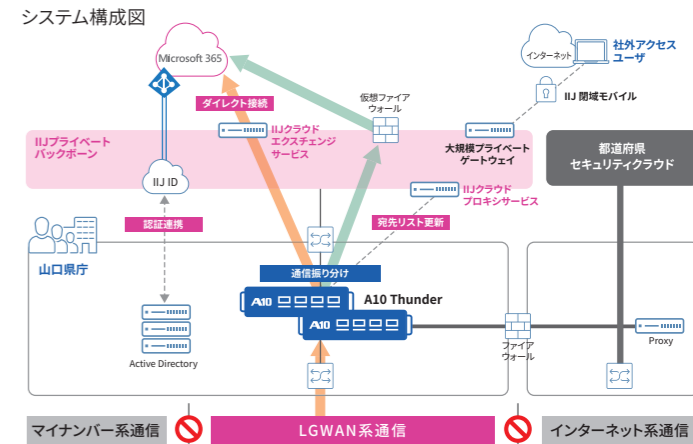 システム構成図
Microsoft 365
インターネット
社外アクセス
ユーザ
IIJ 閉域モバイル
ダイレクト接続
仮想ファイア
ウォール
IIJプライベート
バックボーン
IIJクラウド
エクスチェンジ
サービス
大規模プライベート
ゲートウェイ
都道府県
セキュリティクラウド
IIJ ID
IIJクラウド
プロキシサービス
認証連携
宛先リスト更新
山口県庁
通信振り分け
A10
A10 Thunder
A10
Active Directory
ファイア
ウォール
Proxy
マイナンバー系通信
LGWAN系通信
インターネット系通信